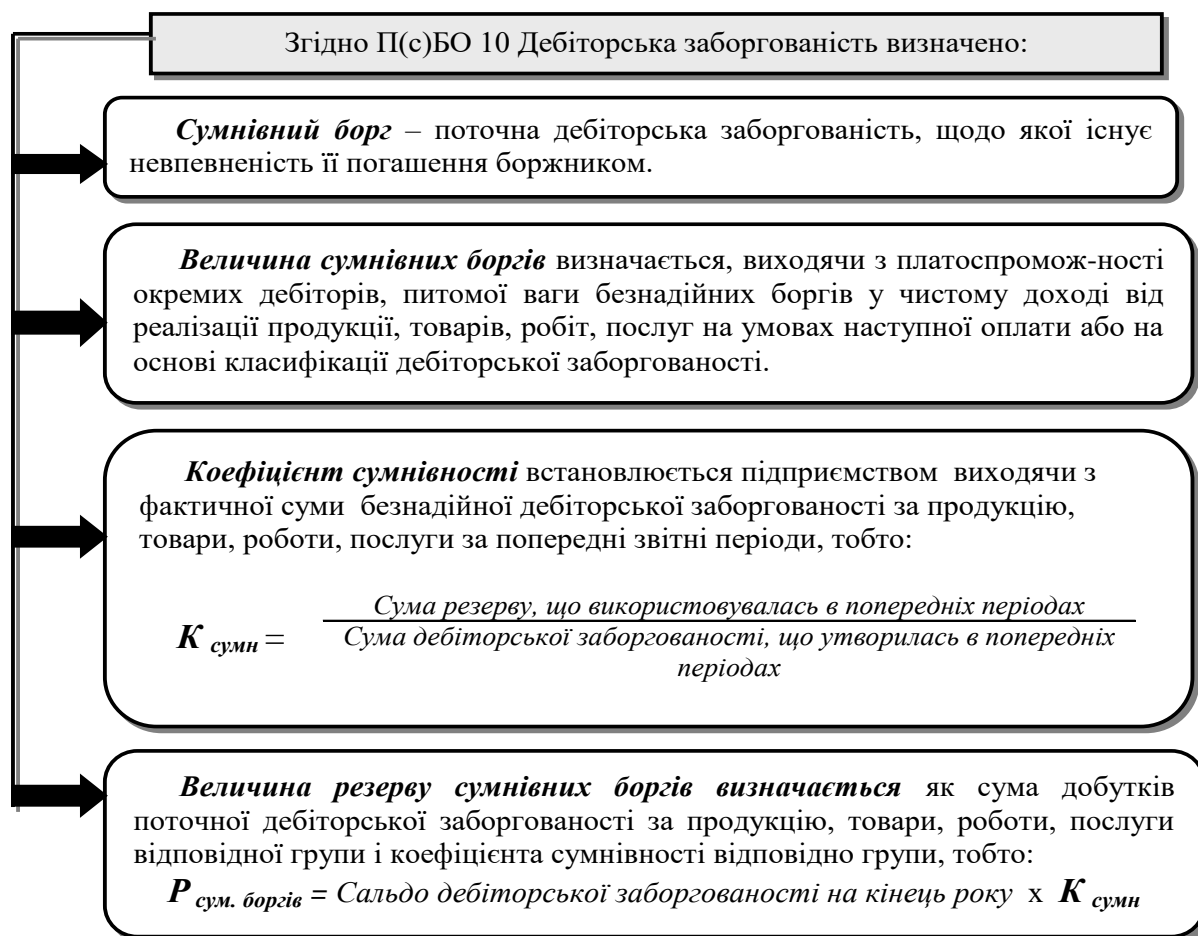 Згідно П(с)БО 10 Дебіторська заборгованість визначено:
Сумнівний борг – поточна дебіторська заборгованість, щодо якої існує
невпевненість її погашення боржником.
Величина сумнівних боргів визначається, виходячи з платоспромож-ності
окремих дебіторів, питомої ваги безнадійних боргів у чистому доході від
реалізації продукції, товарів, робіт, послуг на умовах наступної оплати або на
основі класифікації дебіторської заборгованості.
Коефіцієнт сумнівності встановлюється підприємством виходячи з
фактичної суми безнадійної дебіторської заборгованості за продукцію,
товари, роботи, послуги за попередні звітні періоди, тобто:
Сума резерву, що використовувалась в попередніх періодах
К сумн =
Сума дебіторської заборгованості, що утворилась в попередніх
періодах
Величина резерву сумнівних боргів визначається як сума добутків
поточної дебіторської заборгованості за продукцію, товари, роботи, послуги
відповідної групи і коефіцієнта сумнівності відповідно групи, тобто:
Р сум. боргів = Сальдо дебіторської заборгованості на кінець року х К сумн